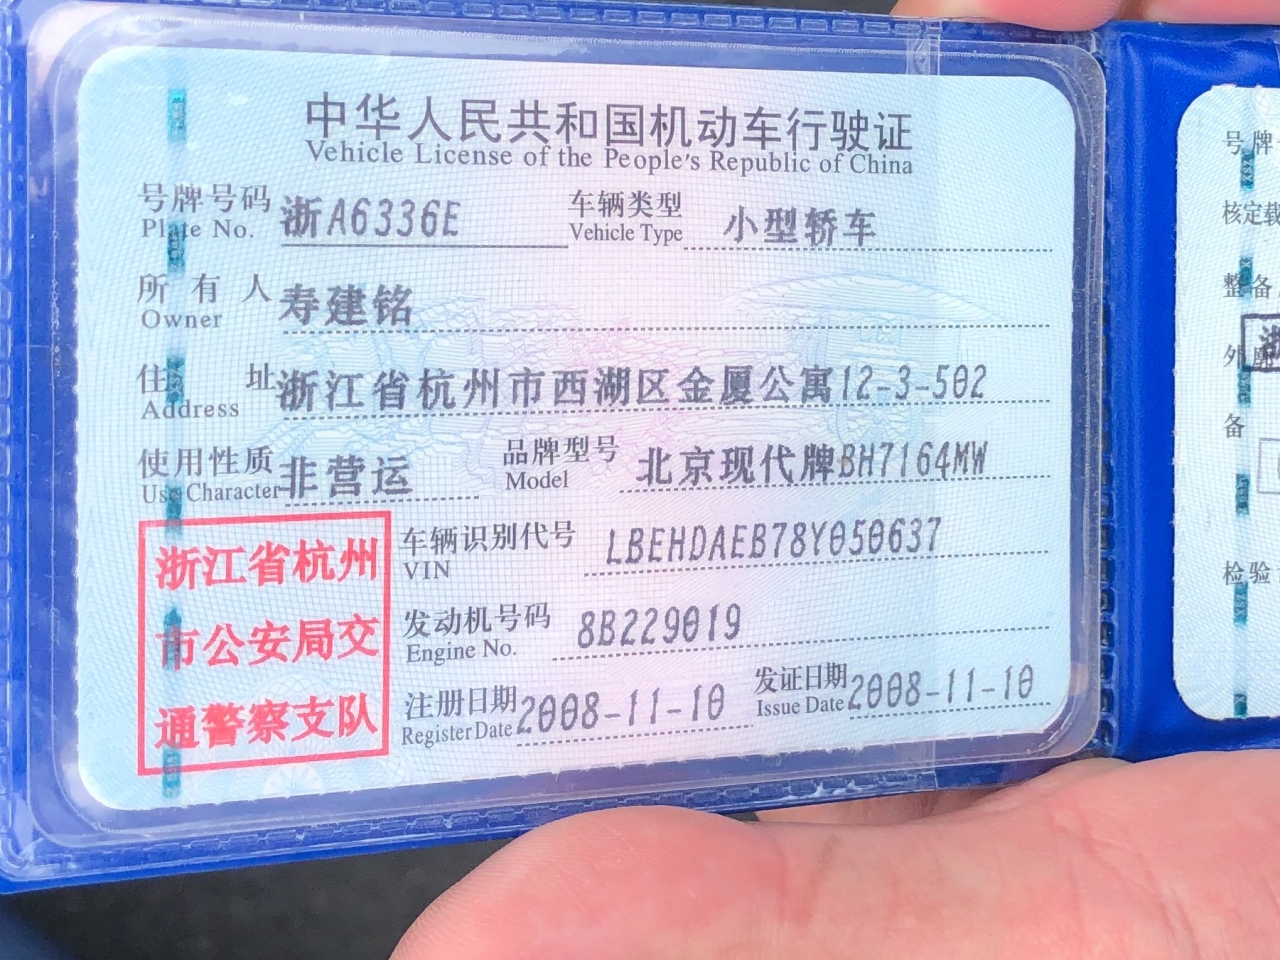 中华人民共和国机动车行驶证
Vehicle License of the People's Republic of China
号牌号码 浙A6336E 车辆类型 小型轿车
Plate No. Vehicle Type
所有人 寿建铭
Owner
住址 浙江省杭州市西湖区金厦公寓12-3-502
Address
使用性质 非营运 品牌型号 北京现代牌BH7164MW
Use Character Model
浙江省杭州
市公安局交
通警察支队
车辆识别代号 LBEHDAEB78Y050637
VIN
发动机号码 8B229019
Engine No.
注册日期 2008-11-10 发证日期 2008-11-10
Register Date Issue Date
号牌
核定载
整备
浙
外廓
备
检验